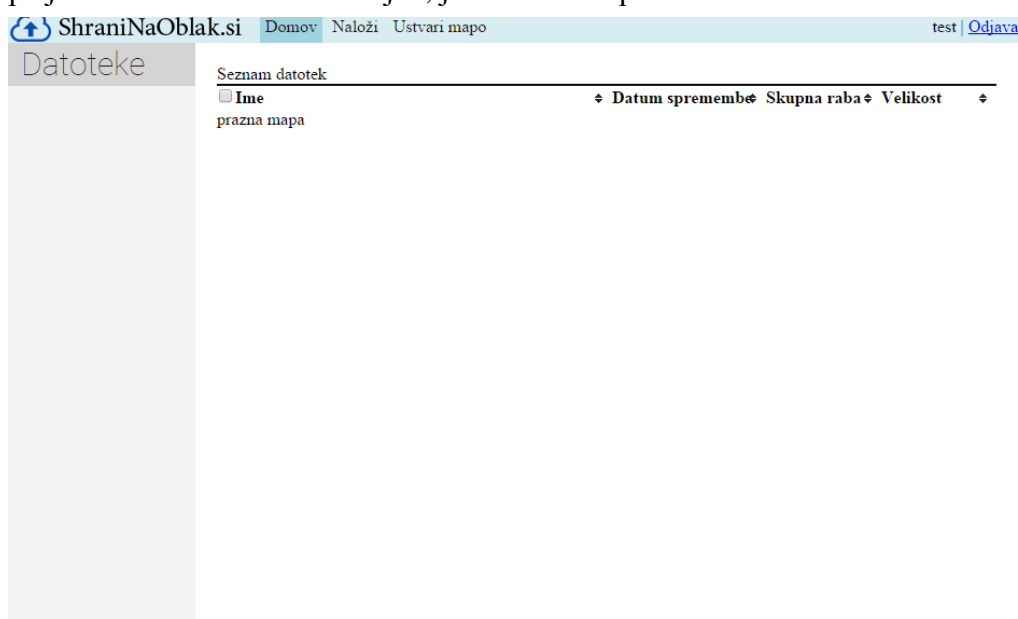 ShraniNaOblak.si Domov Naloži Ustvari mapo test | Odjava
Datoteke
Seznam datotek
Ime Datum spremembe Skupna raba Velikost
prazna mapa